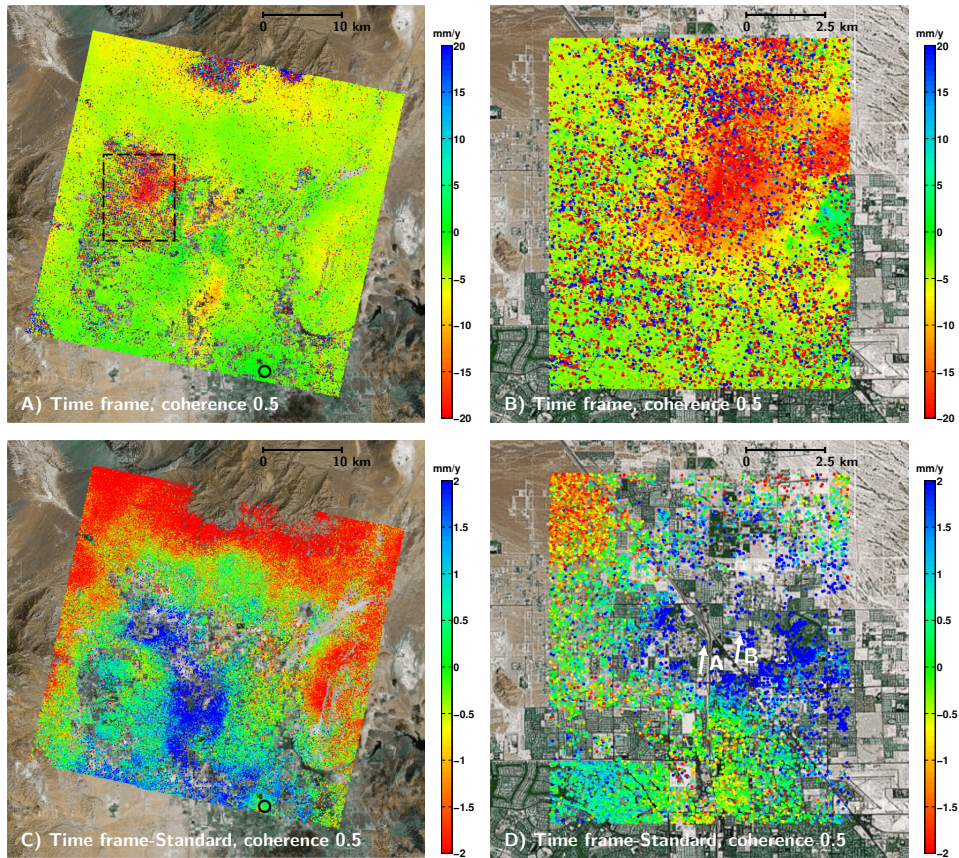 0 10 km
mm/y
20
15
10
5
0
−5
−10
−15
−20
A) Time frame, coherence 0.5
0 2.5 km
mm/y
20
15
10
5
0
−5
−10
−15
−20
B) Time frame, coherence 0.5
0 10 km
mm/y
2
1.5
1
0.5
0
−0.5
−1
−1.5
−2
C) Time frame-Standard, coherence 0.5
0 2.5 km
mm/y
2
1.5
1
0.5
0
−0.5
−1
−1.5
−2
A
B
D) Time frame-Standard, coherence 0.5